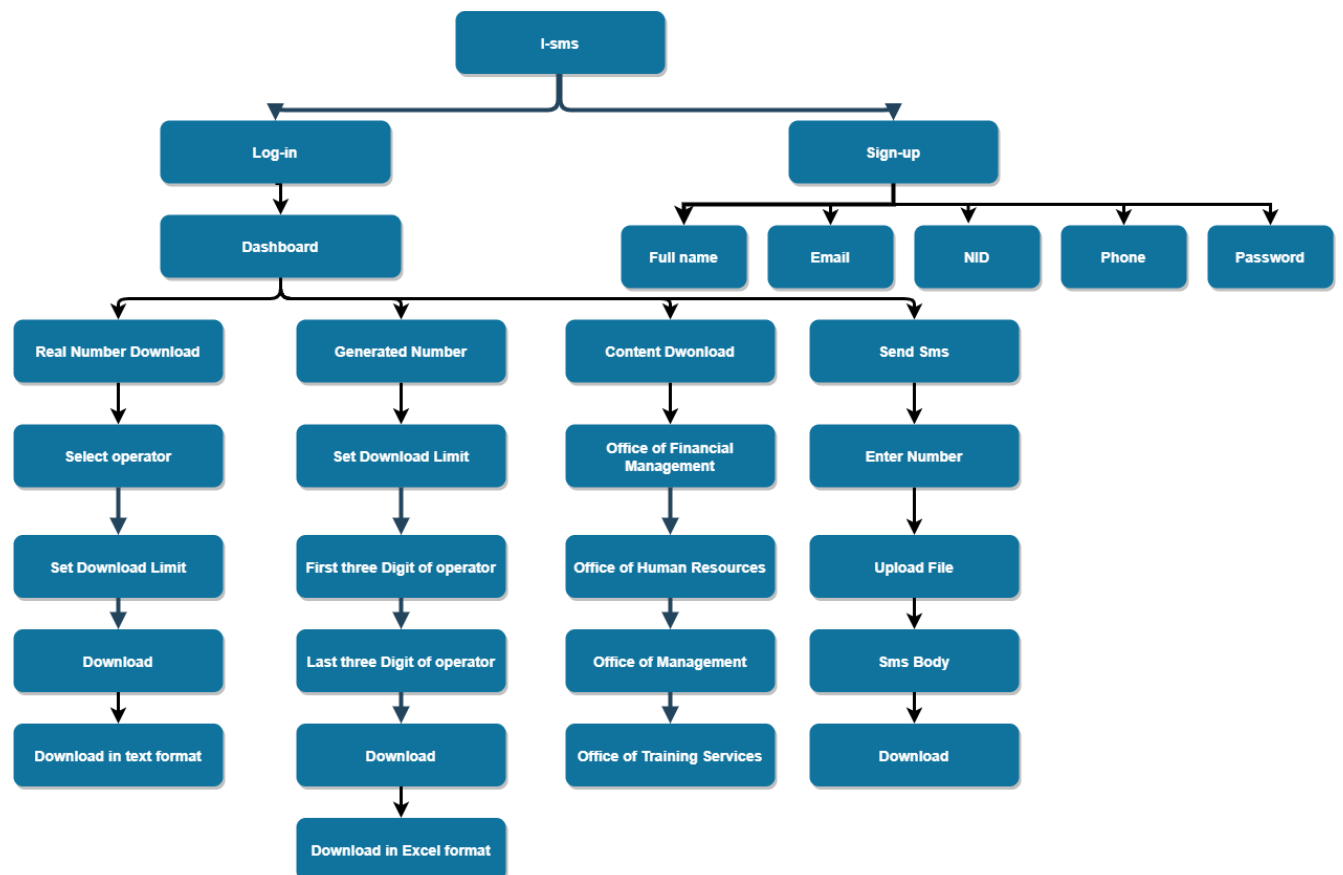 I-sms
Log-in
Sign-up
Dashboard
Full name
Email
NID
Phone
Password
Real Number Download
Generated Number
Content Dwonload
Send Sms
Select operator
Set Download Limit
Office of Financial
Management
Enter Number
Set Download Limit
First three Digit of operator
Office of Human Resources
Upload File
Download
Last three Digit of operator
Office of Management
Sms Body
Download in text format
Download
Office of Training Services
Download
Download in Excel format